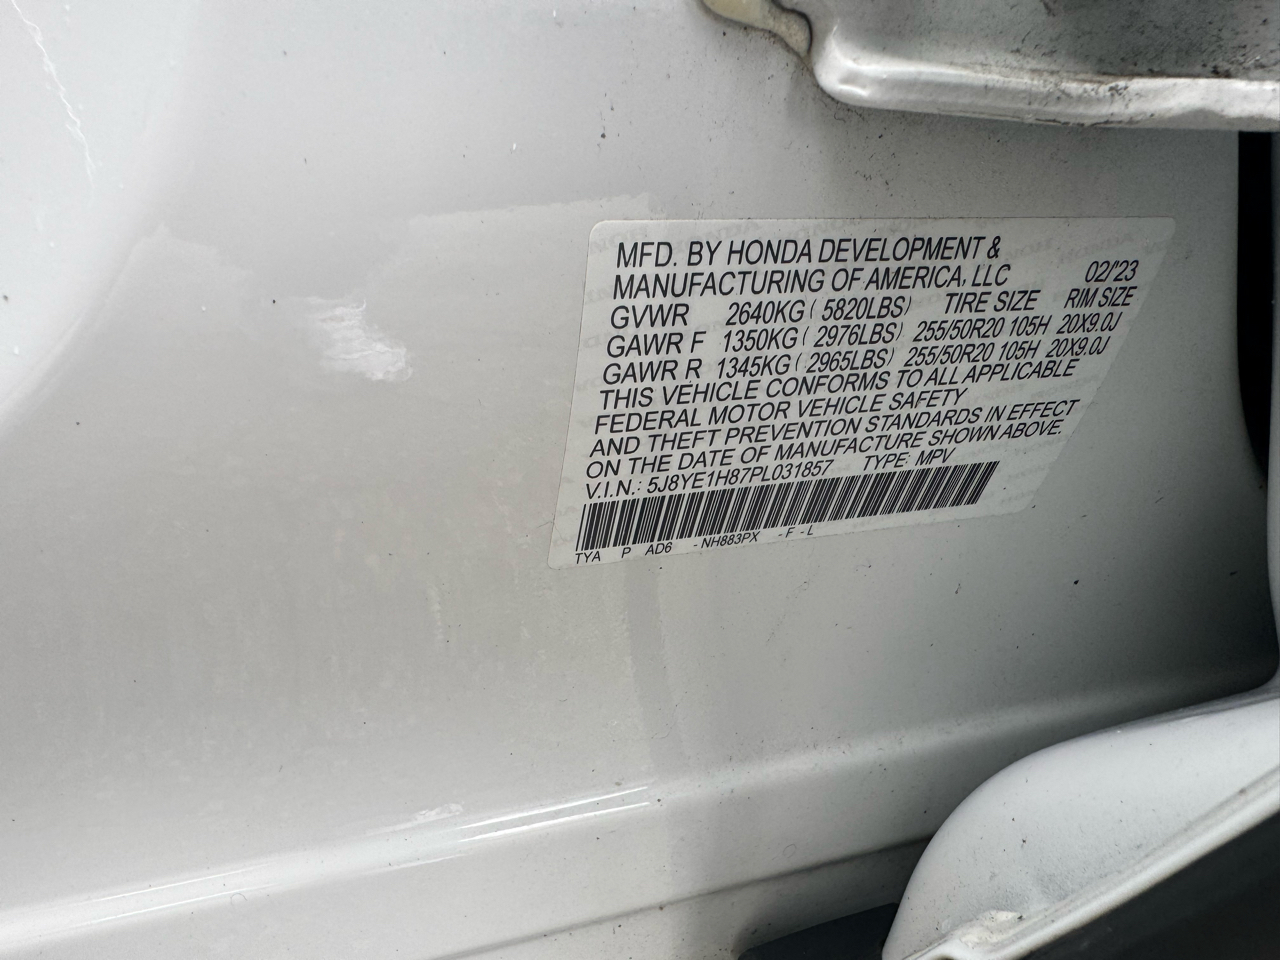 MFD. BY HONDA DEVELOPMENT &
MANUFACTURING OF AMERICA, LLC 02/'23
GVWR 2640KG ( 5820LBS) TIRE SIZE RIM SIZE
GAWR F 1350KG ( 2976LBS) 255/50R20 105H 20X9.0J
GAWR R 1345KG ( 2965LBS) 255/50R20 105H 20X9.0J
THIS VEHICLE CONFORMS TO ALL APPLICABLE
FEDERAL MOTOR VEHICLE SAFETY
AND THEFT PREVENTION STANDARDS IN EFFECT
ON THE DATE OF MANUFACTURE SHOWN ABOVE.
V.I.N.: 5J8YE1H87PL031857 TYPE: MPV
TYA P AD6 - NH883PX - F - L